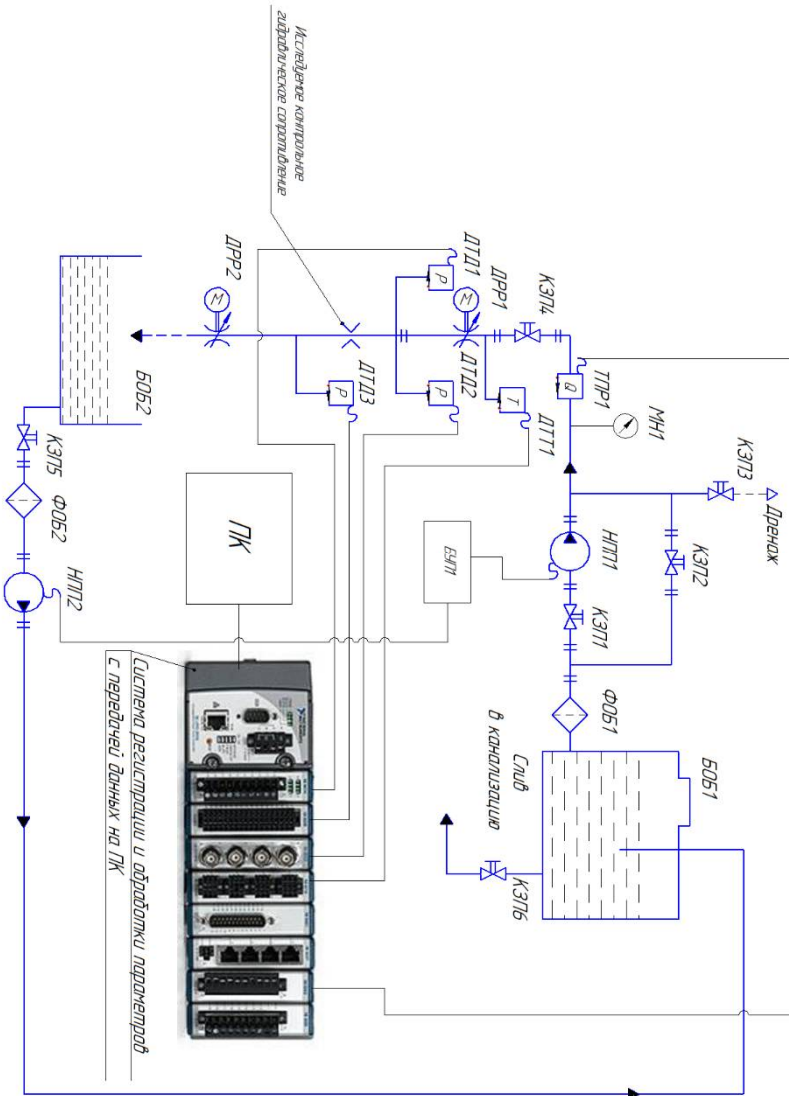 Дренаж
КЗП3
КЗП2
БОБ1
МН1
ТПР1
Q
НПП1
КЗП1
ФОБ1
КЗП4
ДТТ1
Т
Слив
в канализацию
КЗП6
ДРР1
М
ДТД1
Р
ДТД2
Р
БУП1
ДТД3
Р
Исследуемое контрольное
гидравлическое сопротивление
ДРР2
М
ПК
БОБ2
КЗП5
ФОБ2
НПП2
Система регистрации и обработки параметров
с передачей данных на ПК